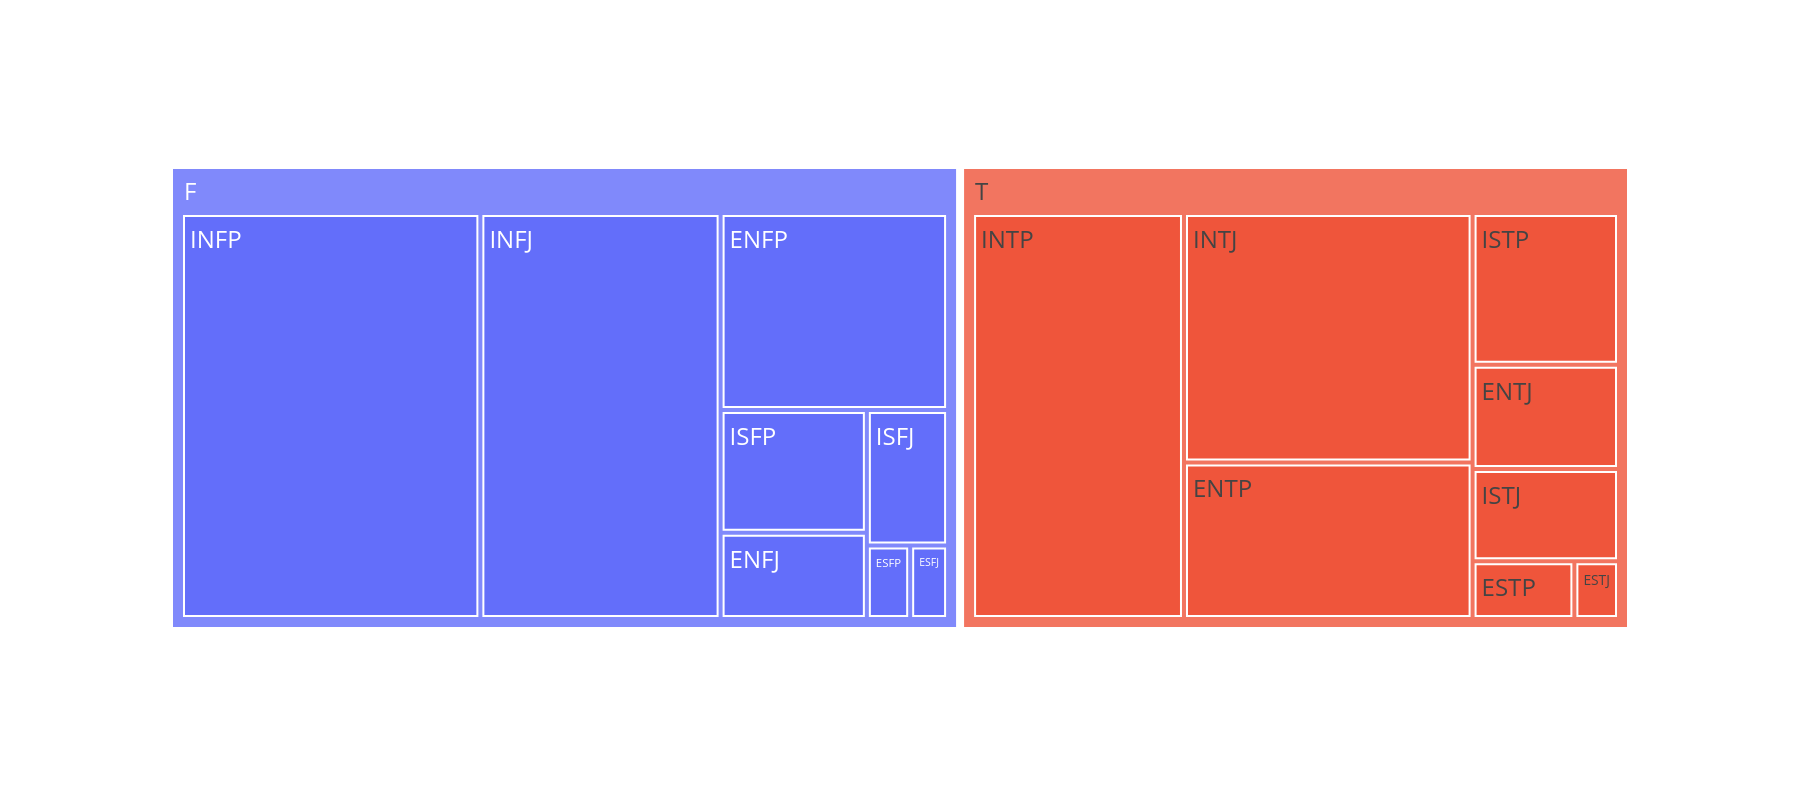 F
INFP
INFJ
ENFP
ISFP
ISFJ
ENFJ
ESFP
ESFJ
T
INTP
INTJ
ENTP
ISTP
ENTJ
ISTJ
ESTP
ESTJ